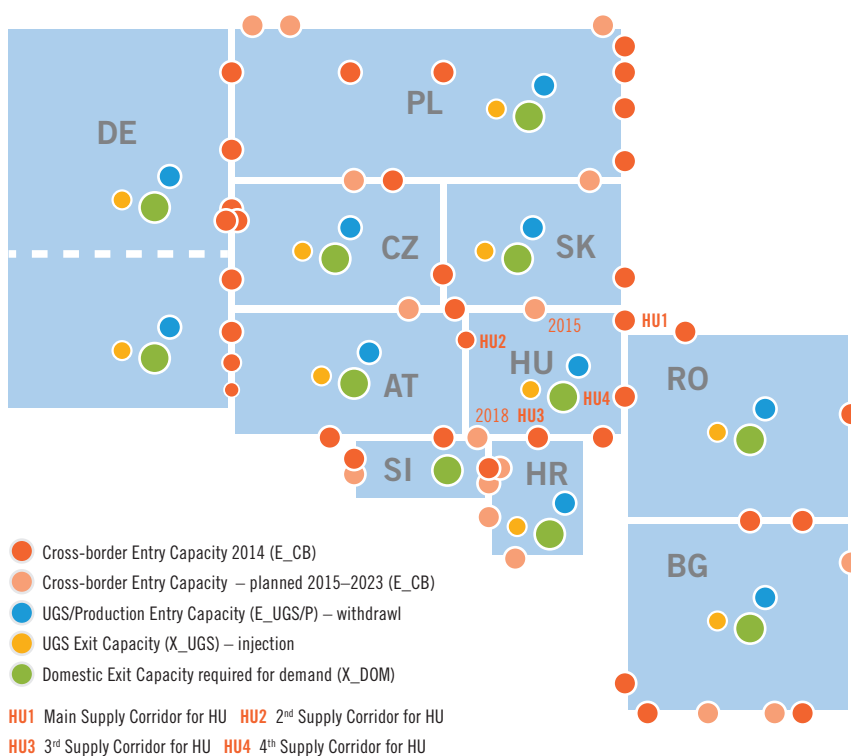 PL
DE
CZ
SK
2015
HU1
HU2
HU
RO
AT
HU4
2018 HU3
SI
HR
BG
Cross-border Entry Capacity 2014 (E_CB)
Cross-border Entry Capacity – planned 2015–2023 (E_CB)
UGS/Production Entry Capacity (E_UGS/P) – withdrawl
UGS Exit Capacity (X_UGS) – injection
Domestic Exit Capacity required for demand (X_DOM)
HU1 Main Supply Corridor for HU HU2 2nd Supply Corridor for HU
HU3 3rd Supply Corridor for HU HU4 4th Supply Corridor for HU